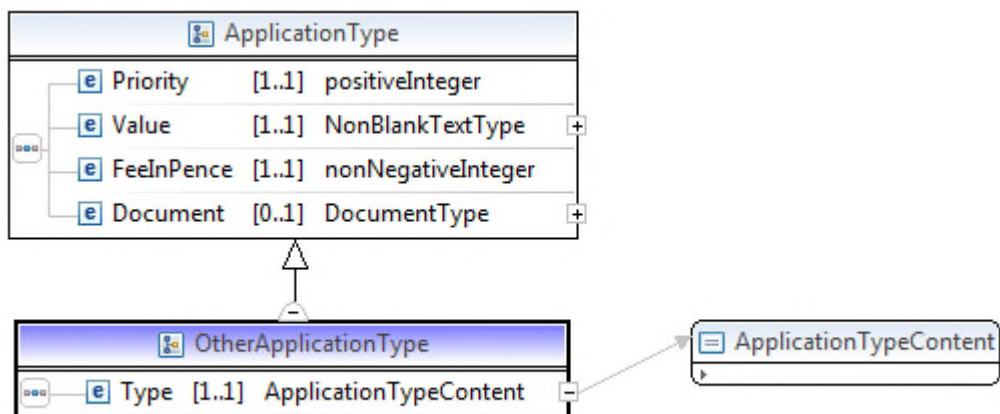 ApplicationType
e Priority [1..1] positiveInteger
e Value [1..1] NonBlankTextType
e FeeInPence [1..1] nonNegativeInteger
e Document [0..1] DocumentType
OtherApplicationType
e Type [1..1] ApplicationTypeContent
ApplicationTypeContent